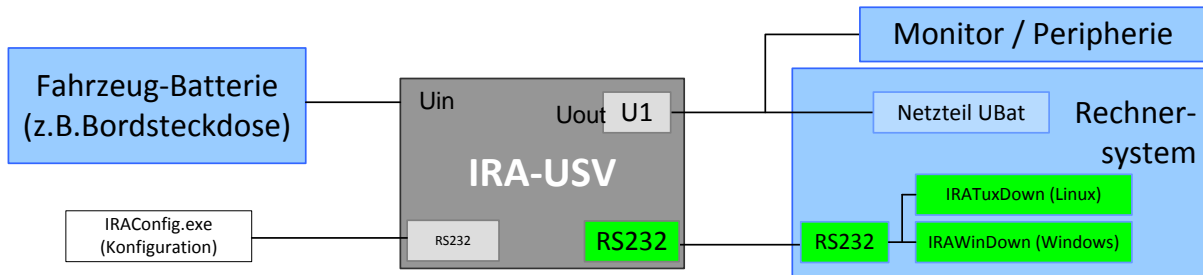 Monitor / Peripherie
Fahrzeug-Batterie
(z.B.Bordsteckdose)
Uin
Uout
U1
Netzteil UBat
Rechner-
system
IRA-USV
IRAConfig.exe
(Konfiguration)
RS232
RS232
RS232
IRATuxDown (Linux)
IRAWinDown (Windows)